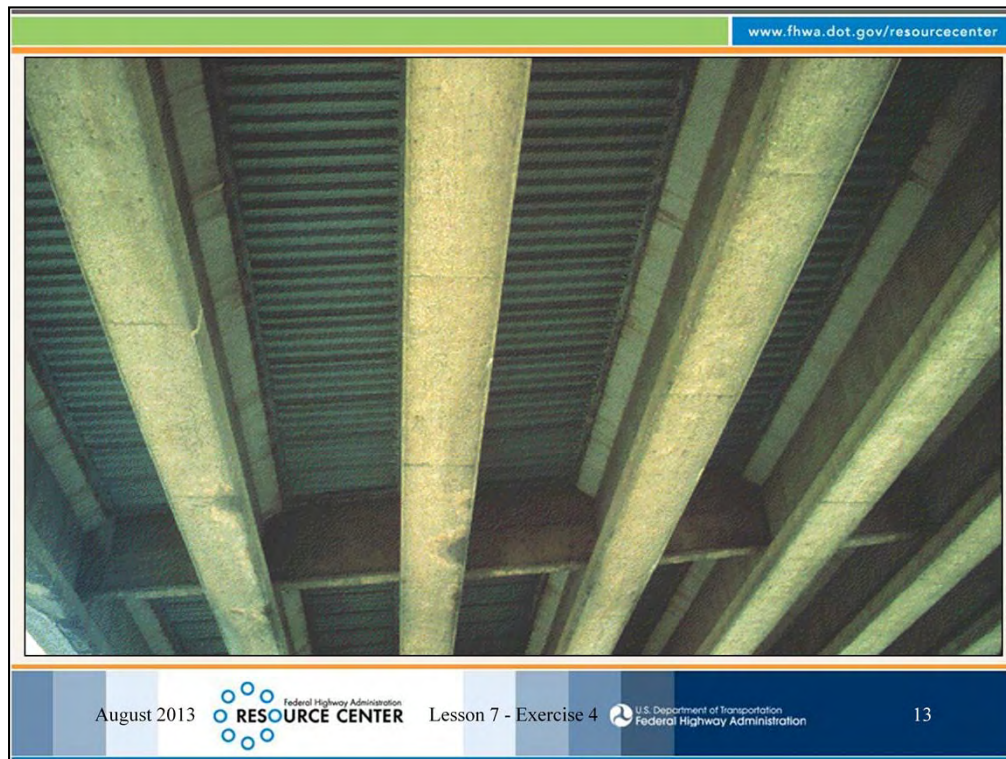 www.fhwa.dot.gov/resourcecenter
August 2013
Federal Highway Administration
RESOURCE CENTER
Lesson 7 - Exercise 4
U.S. Department of Transportation
Federal Highway Administration
13